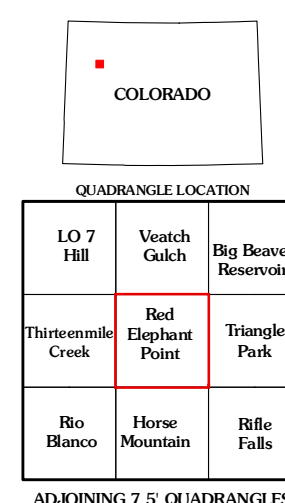 COLORADO
QUADRANGLE LOCATION
LO 7 Hill
Veatch Gulch
Big Beave
Reservoir
Thirteenmile Creek
Red Elephant Point
Triangle Park
Rio Blanco
Horse Mountain
Rifle Falls
ADJOINING 7.5' QUADRANGLES